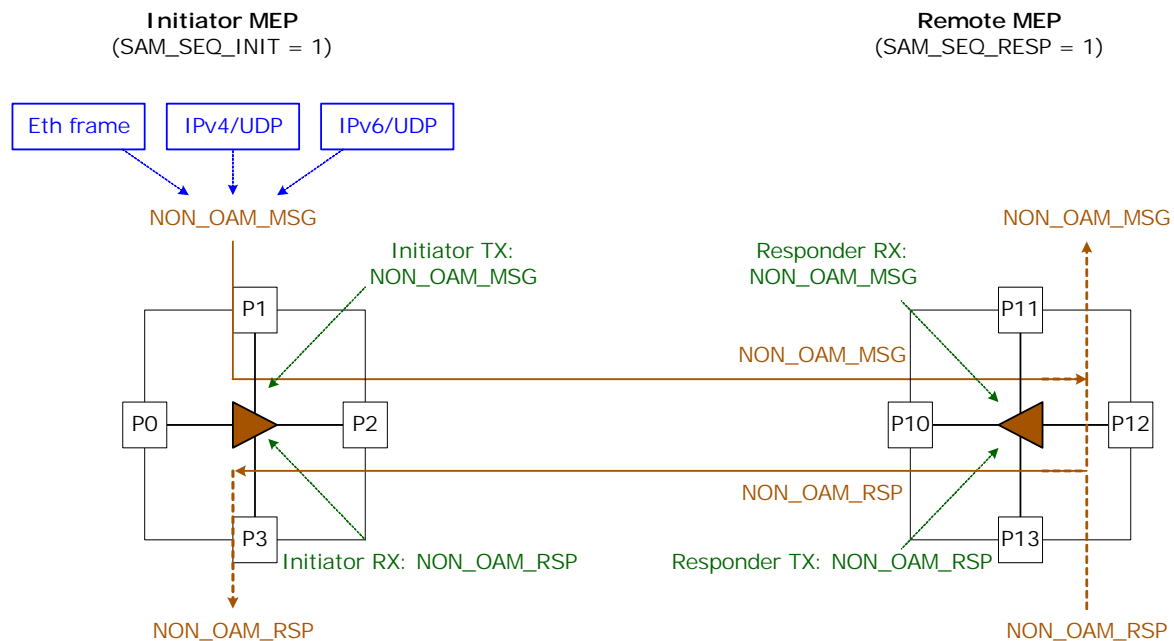 Initiator MEP
(SAM_SEQ_INIT = 1)
Remote MEP
(SAM_SEQ_RESP = 1)
Eth frame
IPv4/UDP
IPv6/UDP
NON_OAM_MSG
NON_OAM_MSG
Initiator TX:
NON_OAM_MSG
Responder RX:
NON_OAM_MSG
P1
P11
NON_OAM_MSG
P0
P2
P10
P12
NON_OAM_RSP
P3
P13
Initiator RX: NON_OAM_RSP
Responder TX: NON_OAM_RSP
NON_OAM_RSP
NON_OAM_RSP